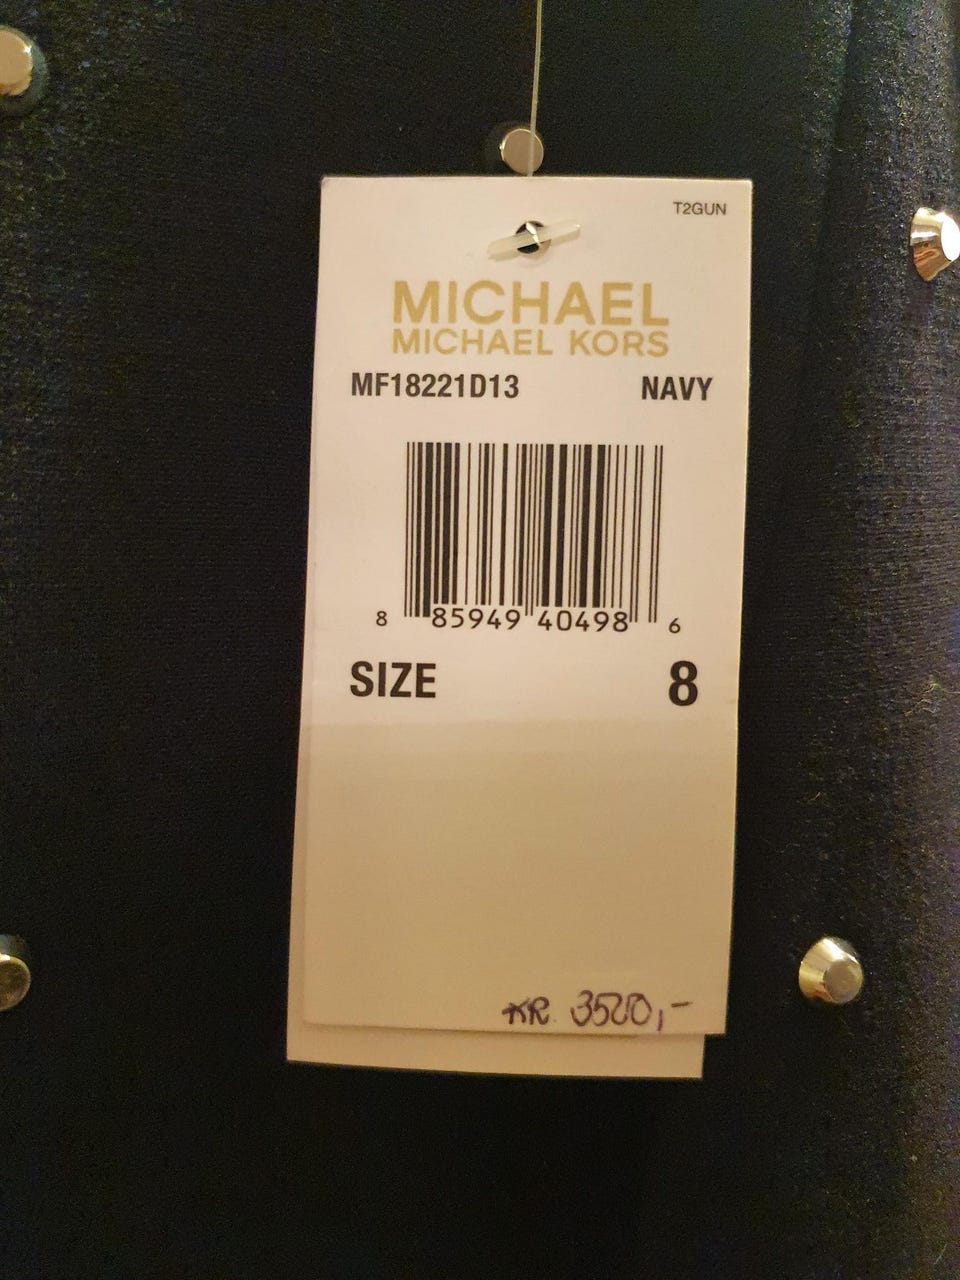 T2GUN
MICHAEL
MICHAEL KORS
MF18221D13 NAVY
8 85949 40498 6
SIZE 8
KR. 3500,-